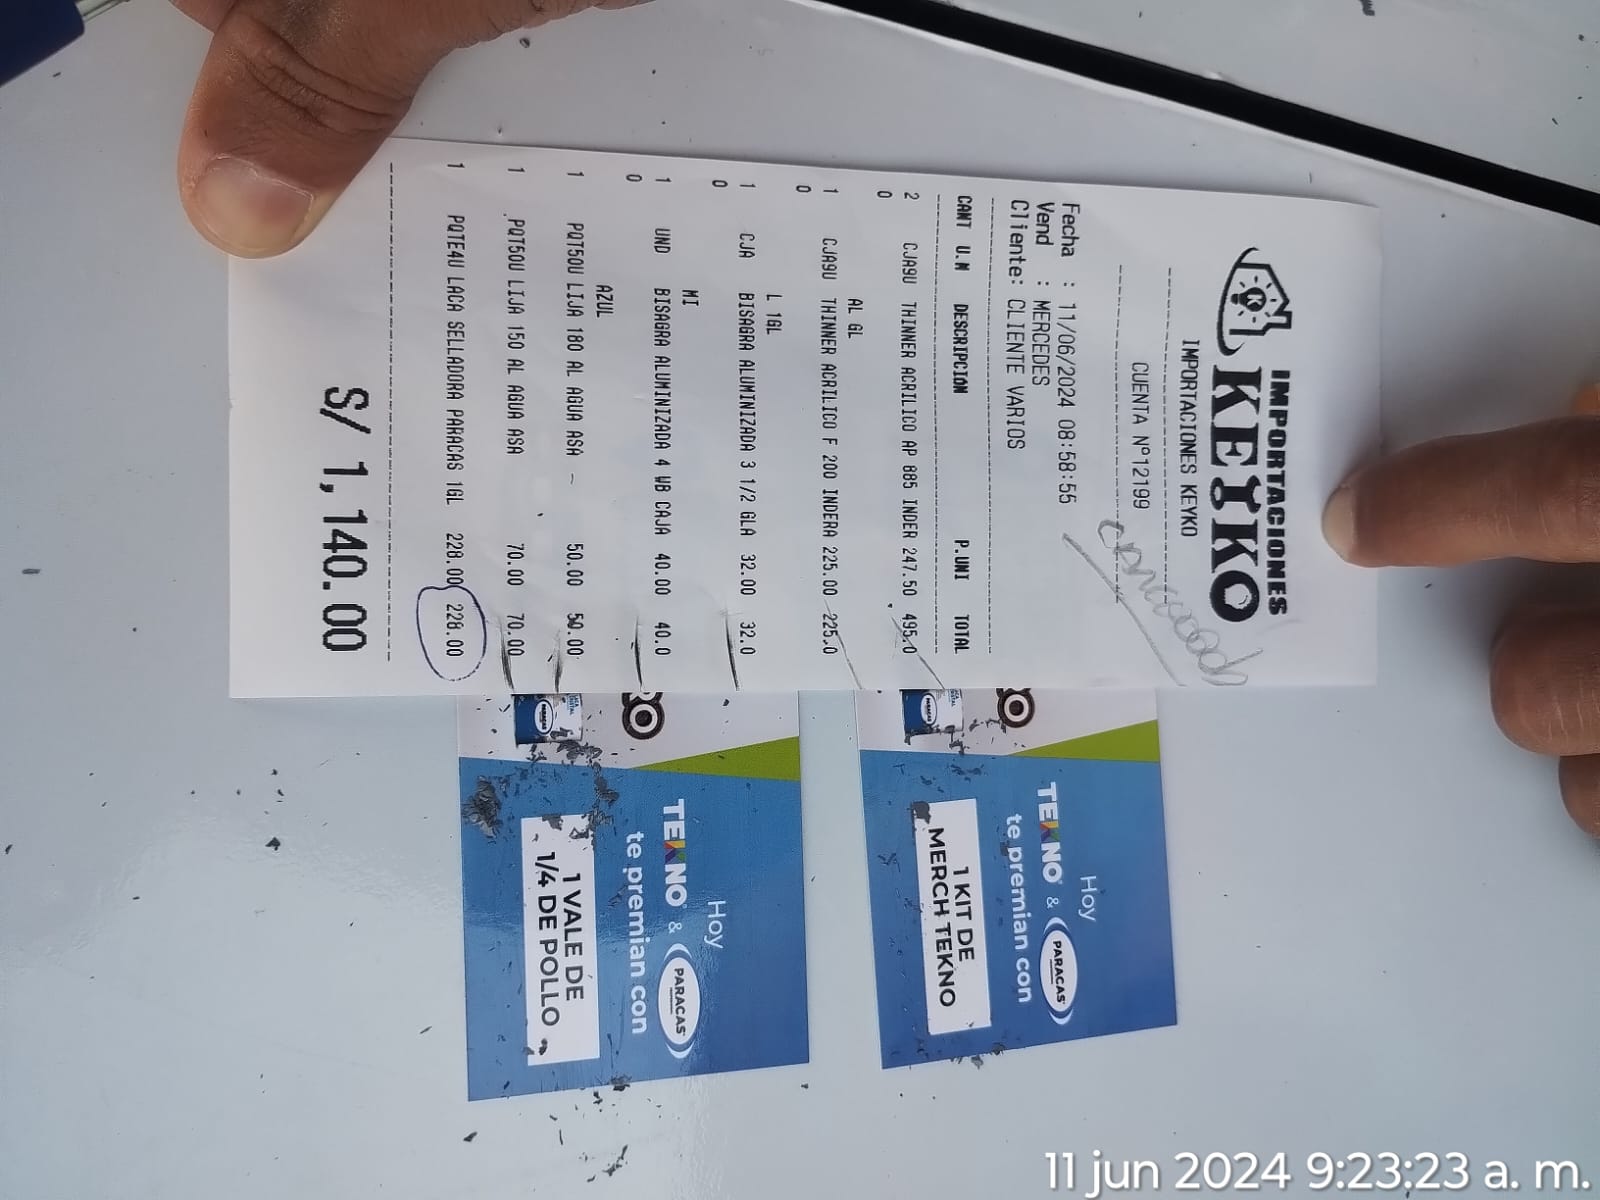 IMPORTACIONES
KEYKO
IMPORTACIONES KEYKO
CUENTA N°12199
Fecha : 11/06/2024 08:58:55
Vend : MERCEDES
Cliente: CLIENTE VARIOS
CANT U.M DESCRIPCION P.UNI TOTAL
2 CJA9U THINNER ACRILICO AP 885 INDER 247.50 495.0
0 AL GL
1 CJA9U THINNER ACRILICO F 200 INDERA 225.00 225.0
0 L 1GL
1 CJA BISAGRA ALUMINIZADA 3 1/2 GLA 32.00 32.0
0 MI
1 UND BISAGRA ALUMINIZADA 4 WB CAJA 40.00 40.0
0 AZUL
1 PQT50U LIJA 180 AL AGUA ASA 50.00 50.00
1 PQT50U LIJA 150 AL AGUA ASA 70.00 70.00
1 PQTE4U LACA SELLADORA PARACAS 1GL 228.00 228.00
S/ 1,140.00
Hoy
TEKNO & PARACAS
te premian con
1 KIT DE
MERCH TEKNO
Hoy
TEKNO & PARACAS
te premian con
1 VALE DE
1/4 DE POLLO
11 jun 2024 9:23:23 a. m.